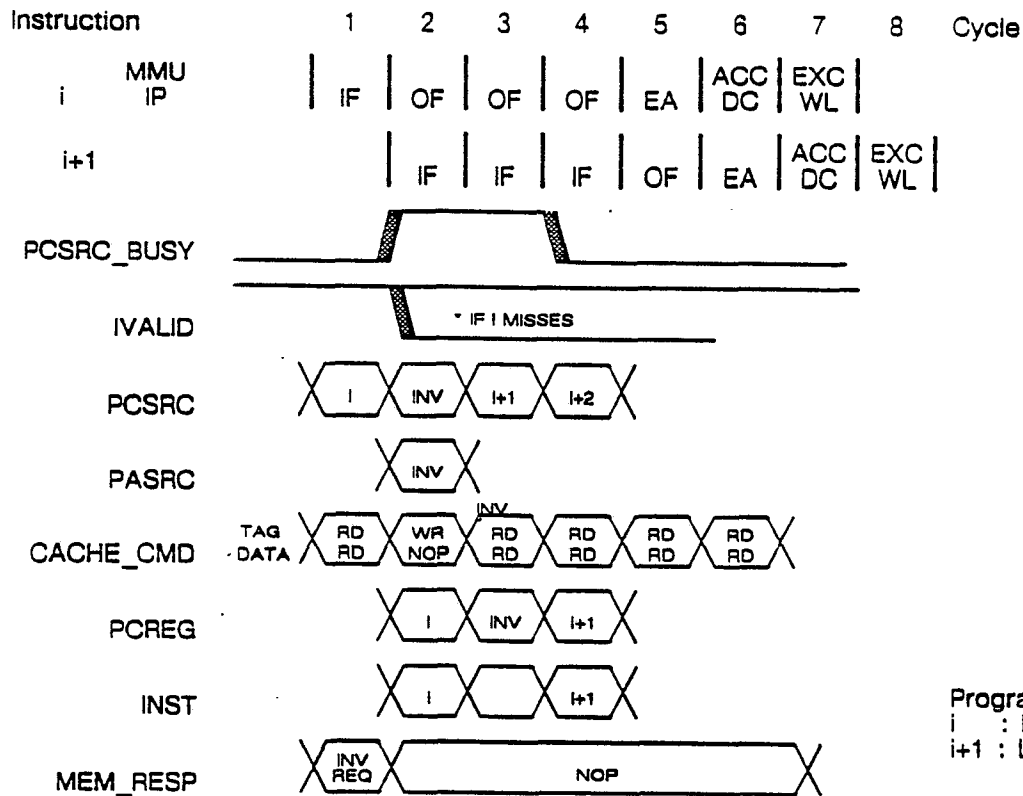 Instruction 1 2 3 4 5 6 7 8 Cycle
i MMU IP IF OF OF OF EA ACC DC EXC WL
i+1 IF IF IF OF EA ACC DC EXC WL
PCSRC_BUSY
IVALID * IF I MISSES
PCSRC I INV I+1 I+2
PASRC INV
INV
CACHE_CMD TAG DATA RD RD WR NOP RD RD RD RD RD RD RD RD
PCREG I INV I+1
INST I I+1
i :
i+1 :
MEM_RESP INV REQ NOP